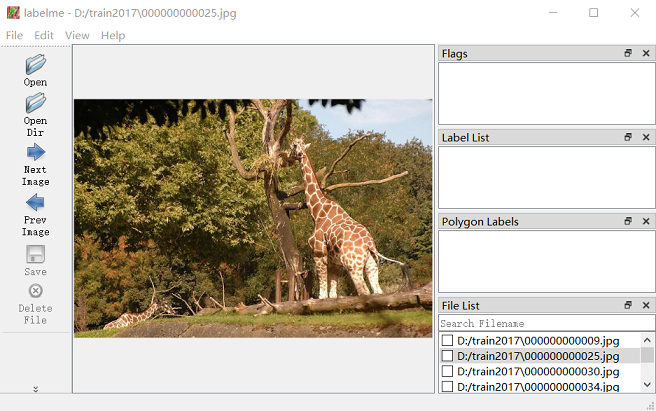 labelme - D:/train2017\000000000025.jpg
File Edit View Help
Open
Open
Dir
Next
Image
Prev
Image
Save
Delete
File
Flags
Label List
Polygon Labels
File List
Search Filename
D:/train2017\000000000009.jpg
D:/train2017\000000000025.jpg
D:/train2017\000000000030.jpg
D:/train2017\000000000034.jpg